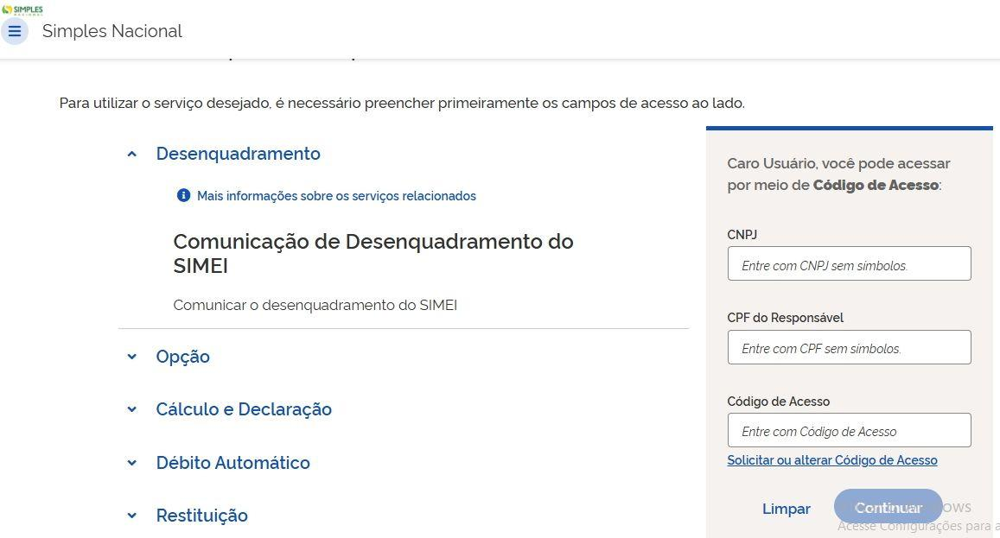 SIMPLES
NACIONAL
Simples Nacional
Para utilizar o serviço desejado, é necessário preencher primeiramente os campos de acesso ao lado.
Desenquadramento
Mais informações sobre os serviços relacionados
Comunicação de Desenquadramento do
SIMEI
Comunicar o desenquadramento do SIMEI
Opção
Cálculo e Declaração
Débito Automático
Restituição
Caro Usuário, você pode acessar
por meio de Código de Acesso:
CNPJ
Entre com CNPJ sem símbolos.
CPF do Responsável
Entre com CPF sem símbolos.
Código de Acesso
Entre com Código de Acesso
Solicitar ou alterar Código de Acesso
Limpar
Continuar
Acesse Configurações para a